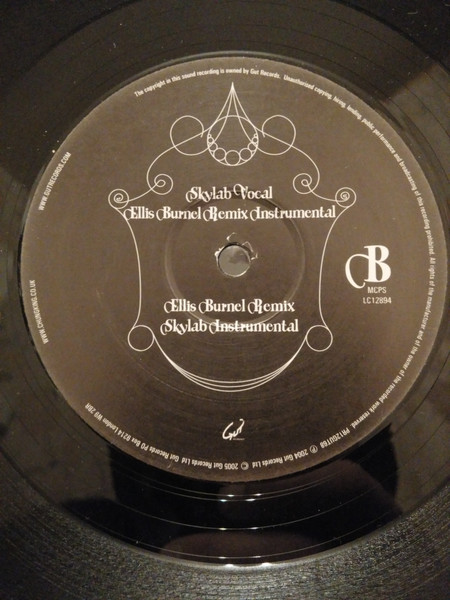 The copyright in this sound recording is owned by Gut Records. Unauthorised copying, hiring, lending, public performance and broadcasting of this recording prohibited. All rights of the manufacturer and of the owner of the recorded work reserved. PR12GUT68 ℗ 2004 Gut Records Ltd. © 2005 Gut Records Ltd. Gut Records PO Box 9214 London W9 2BR
WWW.CHUNGKING.CO.UK
WWW.GUTRECORDS.COM
Skylab Vocal
Ellis Burnel Remix Instrumental
B
MCPS
LC12894
Ellis Burnel Remix
Skylab Instrumental
Gut